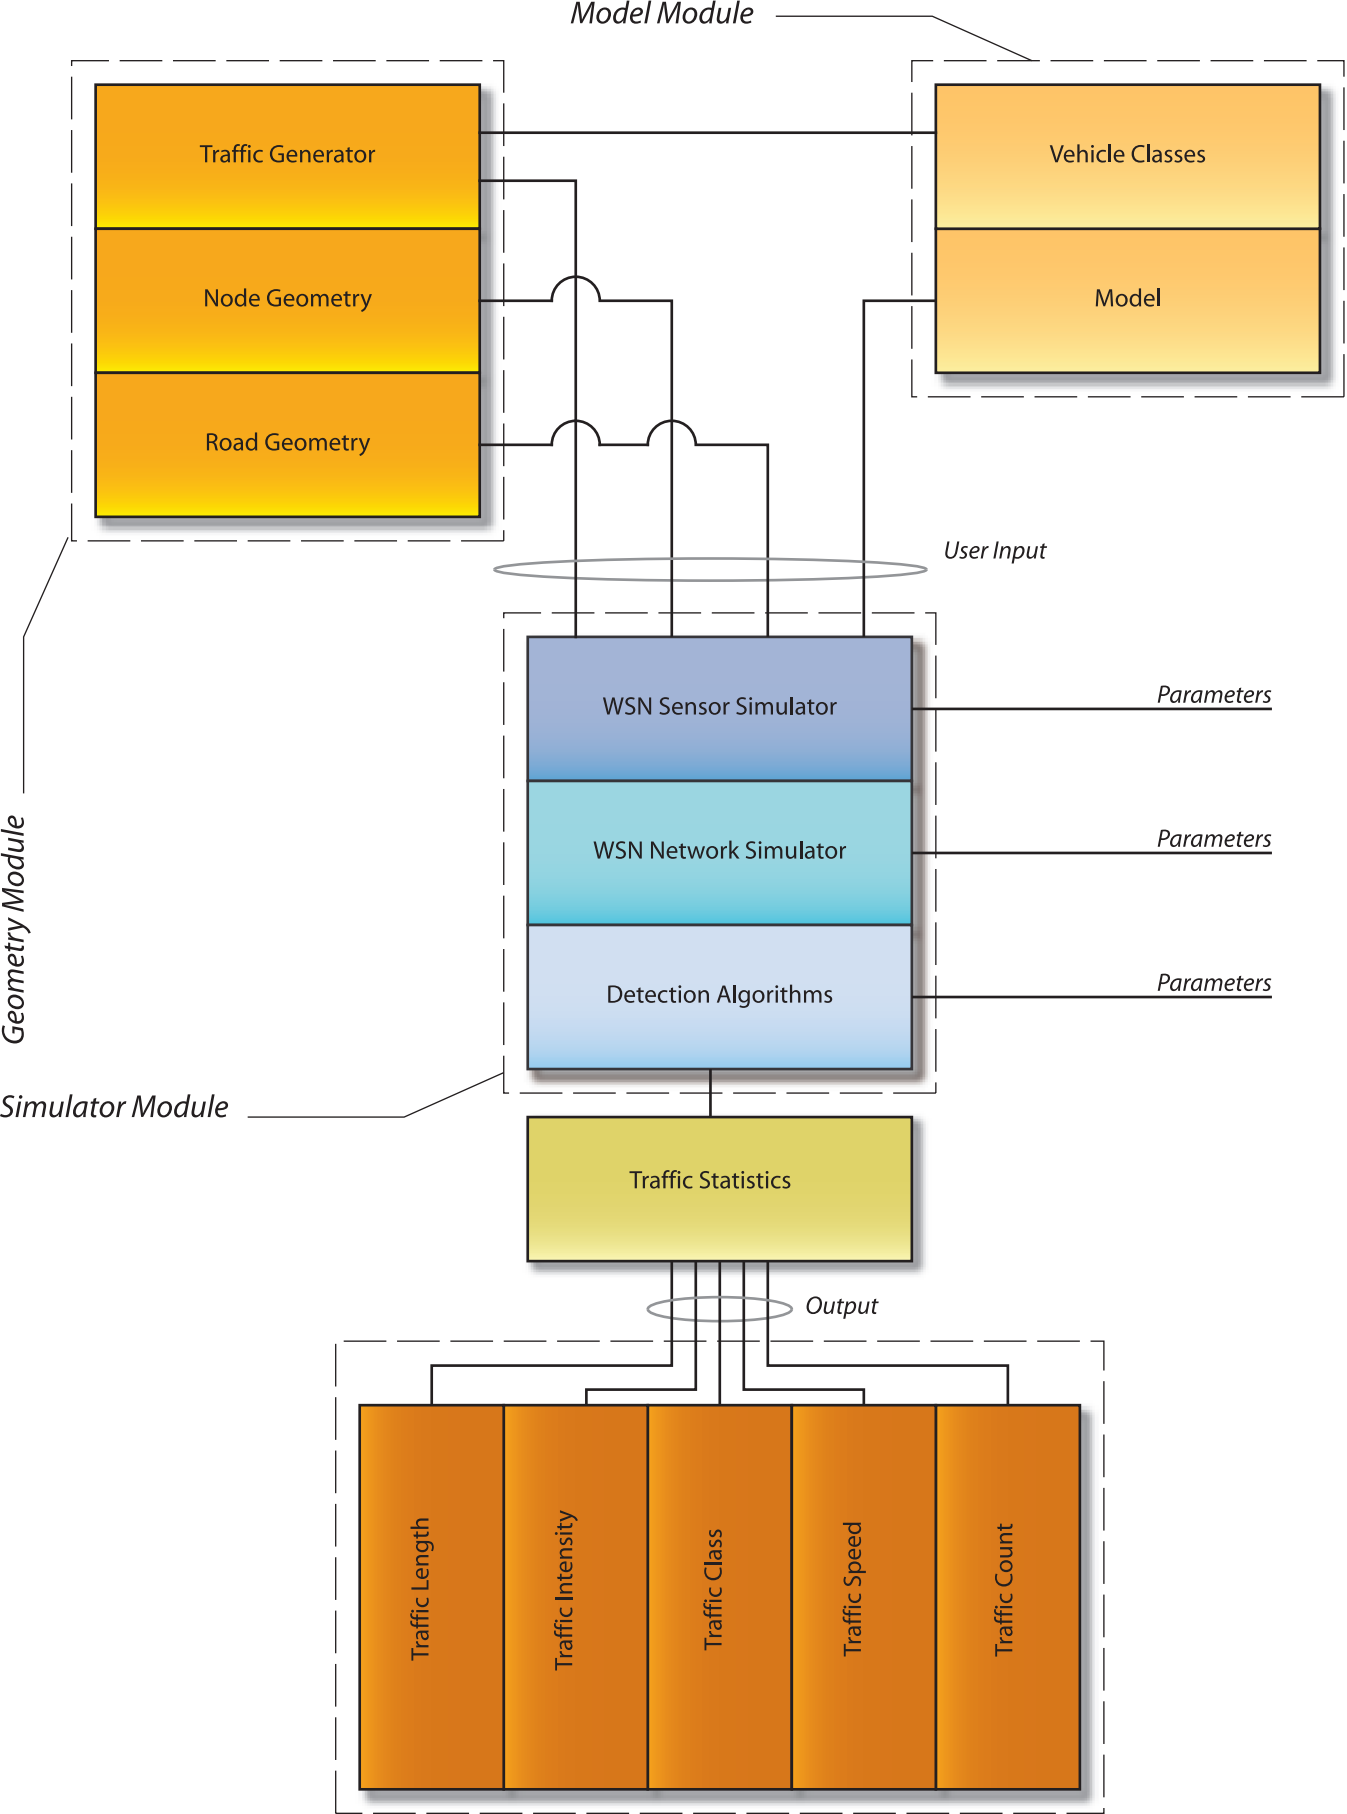 Model Module
Traffic Generator
Vehicle Classes
Node Geometry
Model
Road Geometry
User Input
WSN Sensor Simulator
Parameters
WSN Network Simulator
Parameters
Geometry Module
Detection Algorithms
Parameters
Simulator Module
Traffic Statistics
Output
Traffic Length
Traffic Intensity
Traffic Class
Traffic Speed
Traffic Count